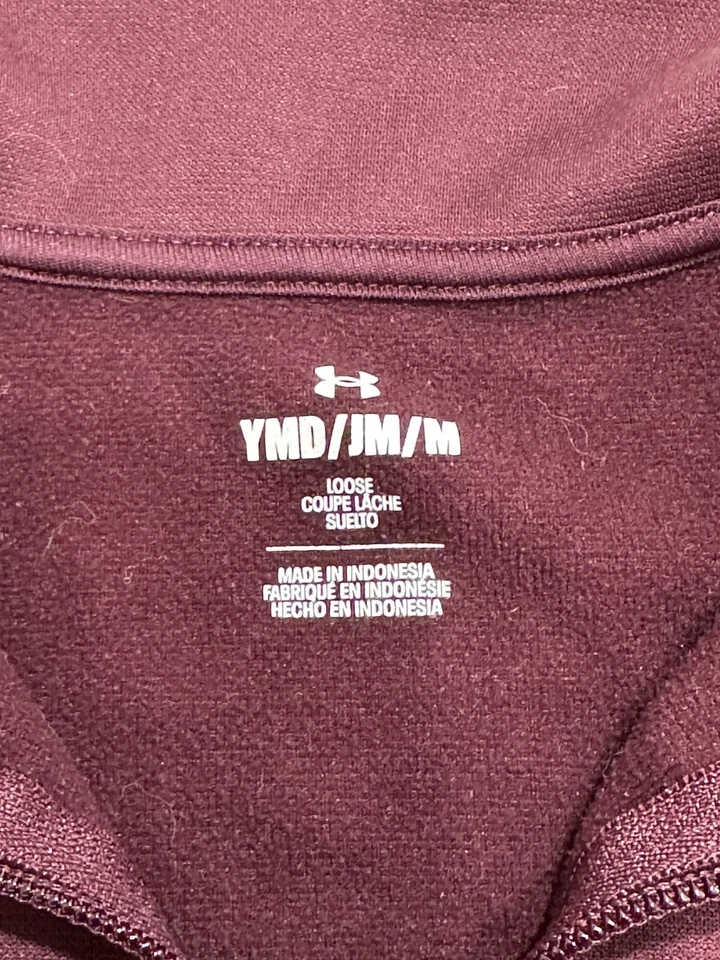 YMD/JM/M
LOOSE
COUPE LÂCHE
SUELTO
MADE IN INDONESIA
FABRIQUÉ EN INDONÉSIE
HECHO EN INDONESIA